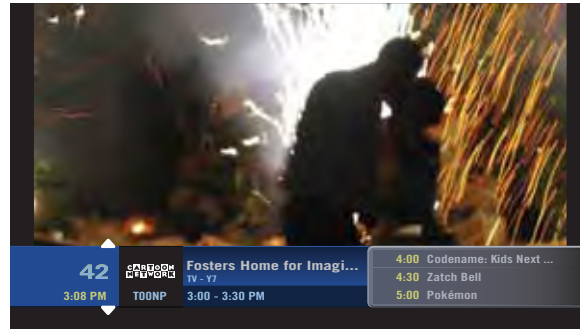 42
3:08 PM
CARTOON
NETWORK
TOONP
Fosters Home for Imagi...
TV - Y7
3:00 - 3:30 PM
4:00 Codename: Kids Next ...
4:30 Zatch Bell
5:00 Pokémon